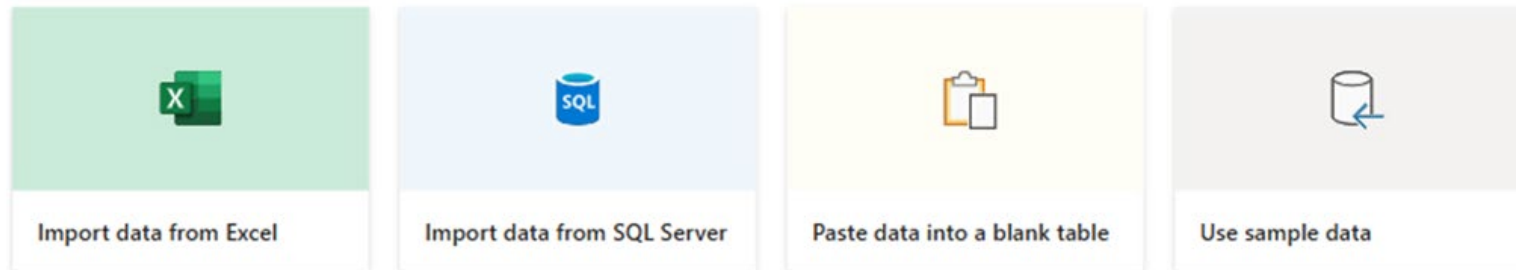 X
SQL
Import data from Excel
Import data from SQL Server
Paste data into a blank table
Use sample data